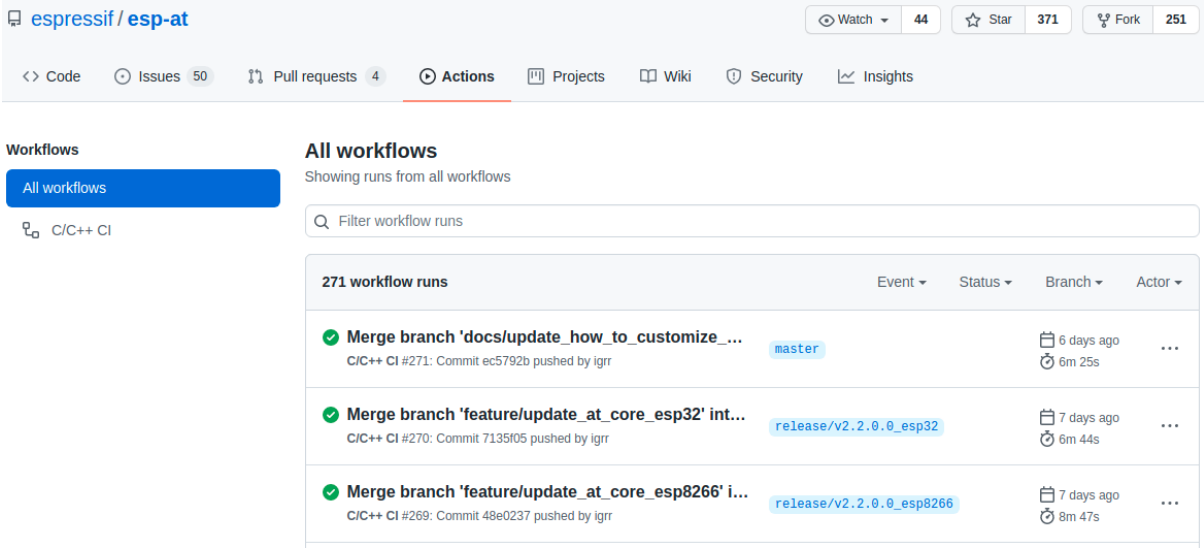 espressif / esp-at
Watch 44 Star 371 Fork 251
Code Issues 50 Pull requests 4 Actions Projects Wiki Security Insights
Workflows
All workflows
C/C++ CI
All workflows
Showing runs from all workflows
Filter workflow runs
271 workflow runs Event Status Branch Actor
Merge branch 'docs/update_how_to_customize_... master 6 days ago
C/C++ CI #271: Commit ec5792b pushed by igrr 6m 25s
Merge branch 'feature/update_at_core_esp32' int... release/v2.2.0.0_esp32 7 days ago
C/C++ CI #270: Commit 7135f05 pushed by igrr 6m 44s
Merge branch 'feature/update_at_core_esp8266' i... release/v2.2.0.0_esp8266 7 days ago
C/C++ CI #269: Commit 48e0237 pushed by igrr 8m 47s